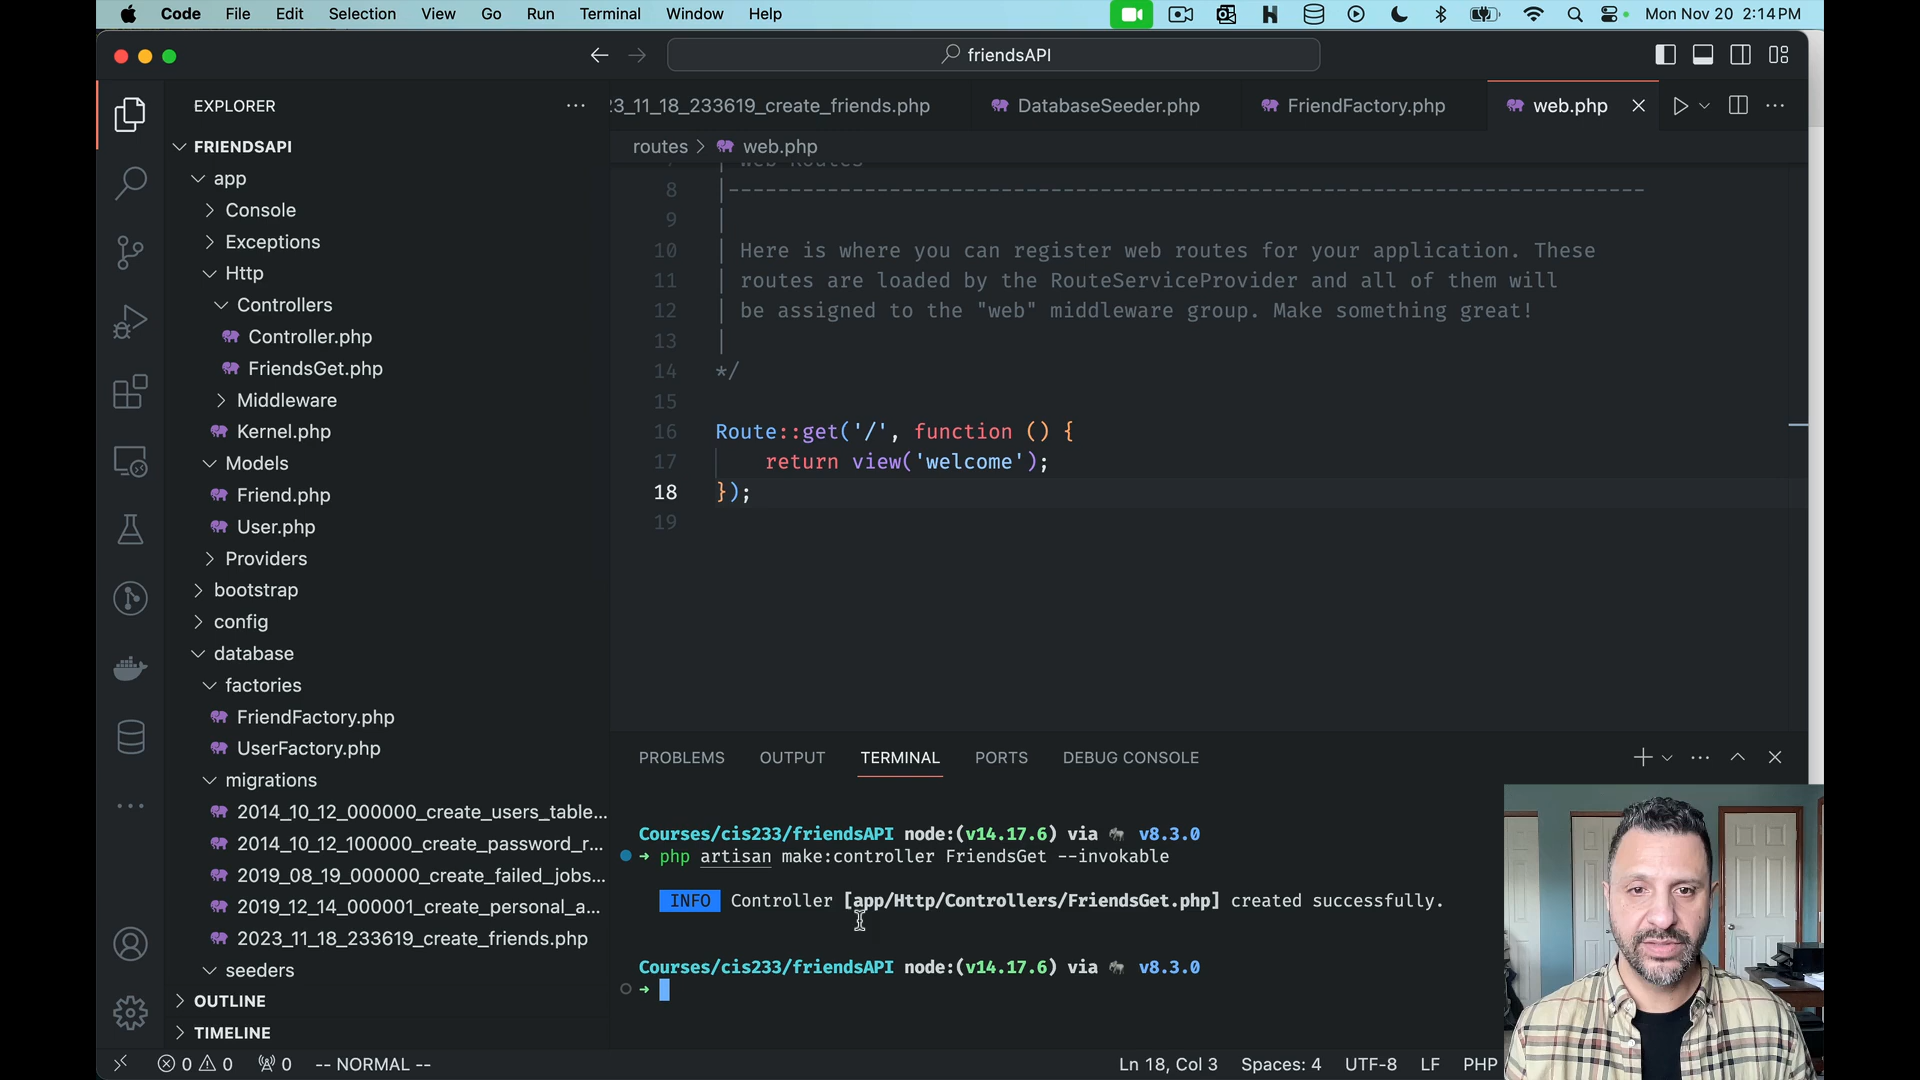 Code File Edit Selection View Go Run Terminal Window Help Mon Nov 20 2:14 PM
friendsAPI
EXPLORER
FRIENDSAPI
app
Console
Exceptions
Http
Controllers
Controller.php
FriendsGet.php
Middleware
Kernel.php
Models
Friend.php
User.php
Providers
bootstrap
config
database
factories
FriendFactory.php
UserFactory.php
migrations
2014_10_12_000000_create_users_table...
2014_10_12_100000_create_password_r...
2019_08_19_000000_create_failed_jobs...
2019_12_14_000001_create_personal_a...
2023_11_18_233619_create_friends.php
seeders
OUTLINE
TIMELINE
3_11_18_233619_create_friends.php DatabaseSeeder.php FriendFactory.php web.php
routes > web.php
Web Routes
8 |--------------------------------------------------------------------------
9 |
10 | Here is where you can register web routes for your application. These
11 | routes are loaded by the RouteServiceProvider and all of them will
12 | be assigned to the "web" middleware group. Make something great!
13 |
14 */
15
16 Route::get('/', function () {
17 return view('welcome');
18 });
19
PROBLEMS OUTPUT TERMINAL PORTS DEBUG CONSOLE
Courses/cis233/friendsAPI node:(v14.17.6) via 🐘 v8.3.0
➜ php artisan make:controller FriendsGet --invokable
INFO Controller [app/Http/Controllers/FriendsGet.php] created successfully.
Courses/cis233/friendsAPI node:(v14.17.6) via 🐘 v8.3.0
➜
0 0 0 -- NORMAL -- Ln 18, Col 3 Spaces: 4 UTF-8 LF PHP